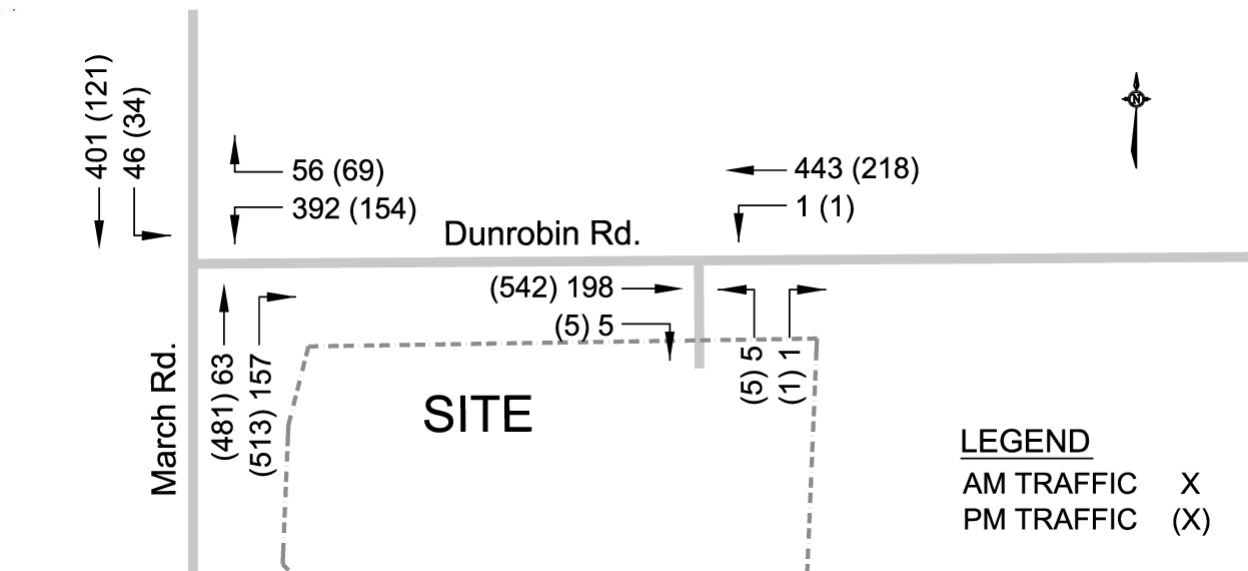 401 (121)
46 (34)
N
56 (69)
392 (154)
443 (218)
1 (1)
Dunrobin Rd.
(542) 198
(5) 5
March Rd.
(481) 63
(513) 157
(5) 5
(1) 1
SITE
LEGEND
AM TRAFFIC X
PM TRAFFIC (X)